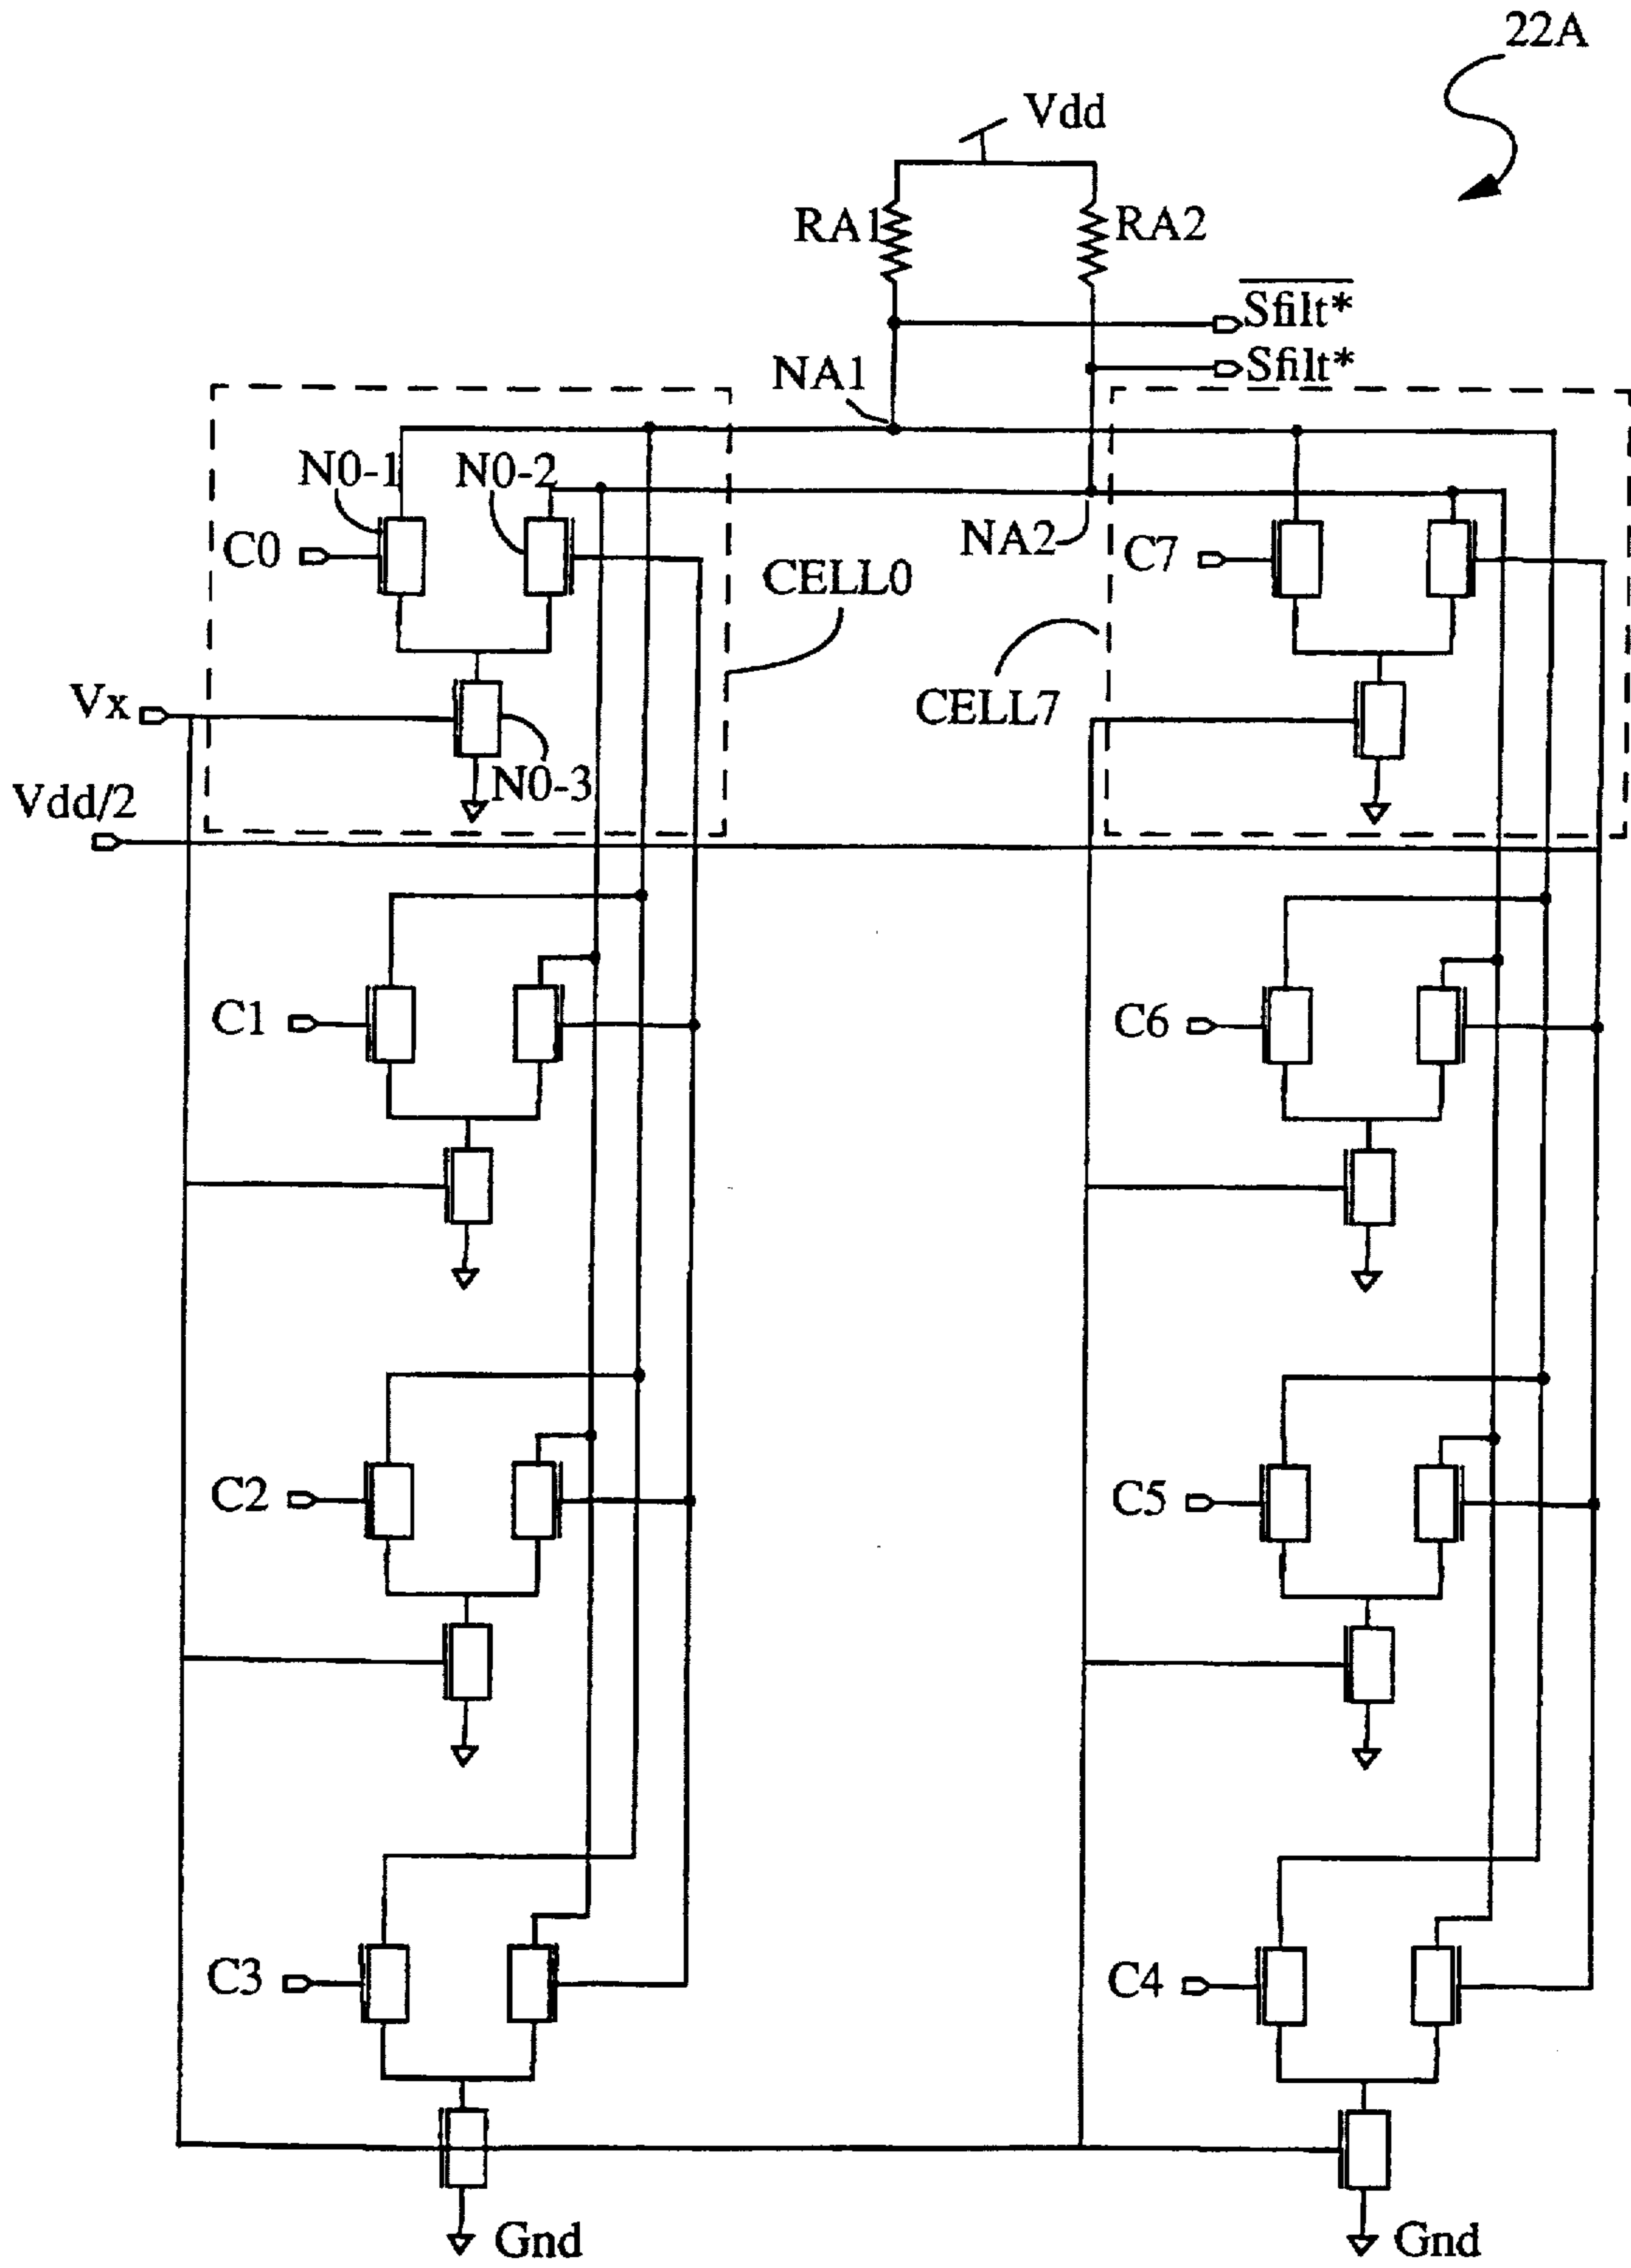 22A
Vdd
RA1
RA2
Sfilt*
Sfilt*
NA1
N0-1
N0-2
C0
NA2
C7
CELL0
Vx
CELL7
N0-3
Vdd/2
C1
C6
C2
C5
C3
C4
Gnd
Gnd